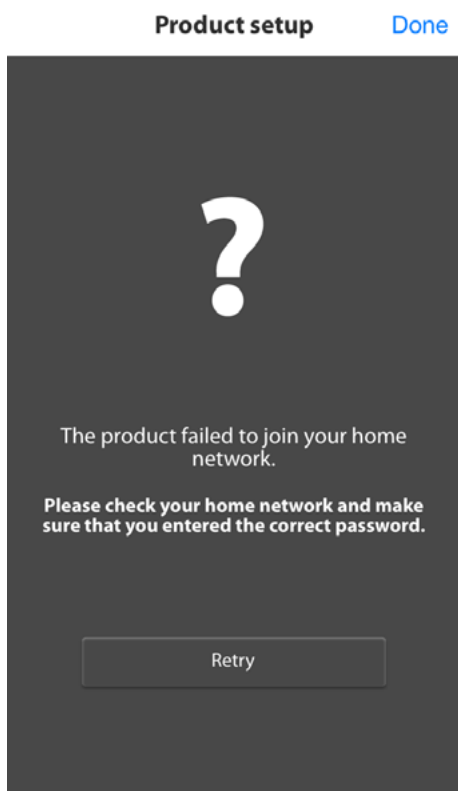 Product setup Done
?
The product failed to join your home
network.
Please check your home network and make
sure that you entered the correct password.
Retry